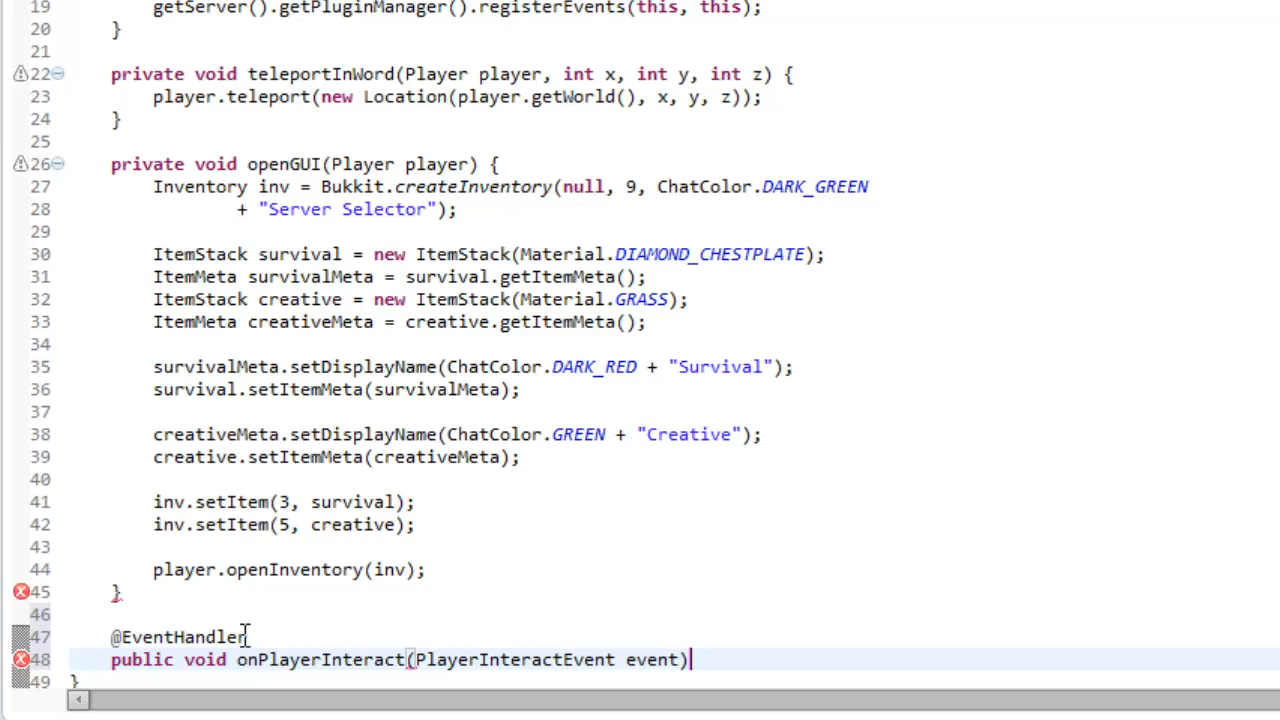 19 getServer().getPluginManager().registerEvents(this, this);
20 }
21
22 private void teleportInWord(Player player, int x, int y, int z) {
23 player.teleport(new Location(player.getWorld(), x, y, z));
24 }
25
26 private void openGUI(Player player) {
27 Inventory inv = Bukkit.createInventory(null, 9, ChatColor.DARK_GREEN
28 + "Server Selector");
29
30 ItemStack survival = new ItemStack(Material.DIAMOND_CHESTPLATE);
31 ItemMeta survivalMeta = survival.getItemMeta();
32 ItemStack creative = new ItemStack(Material.GRASS);
33 ItemMeta creativeMeta = creative.getItemMeta();
34
35 survivalMeta.setDisplayName(ChatColor.DARK_RED + "Survival");
36 survival.setItemMeta(survivalMeta);
37
38 creativeMeta.setDisplayName(ChatColor.GREEN + "Creative");
39 creative.setItemMeta(creativeMeta);
40
41 inv.setItem(3, survival);
42 inv.setItem(5, creative);
43
44 player.openInventory(inv);
45 }
46
47 @EventHandler
48 public void onPlayerInteract(PlayerInteractEvent event)
49 }